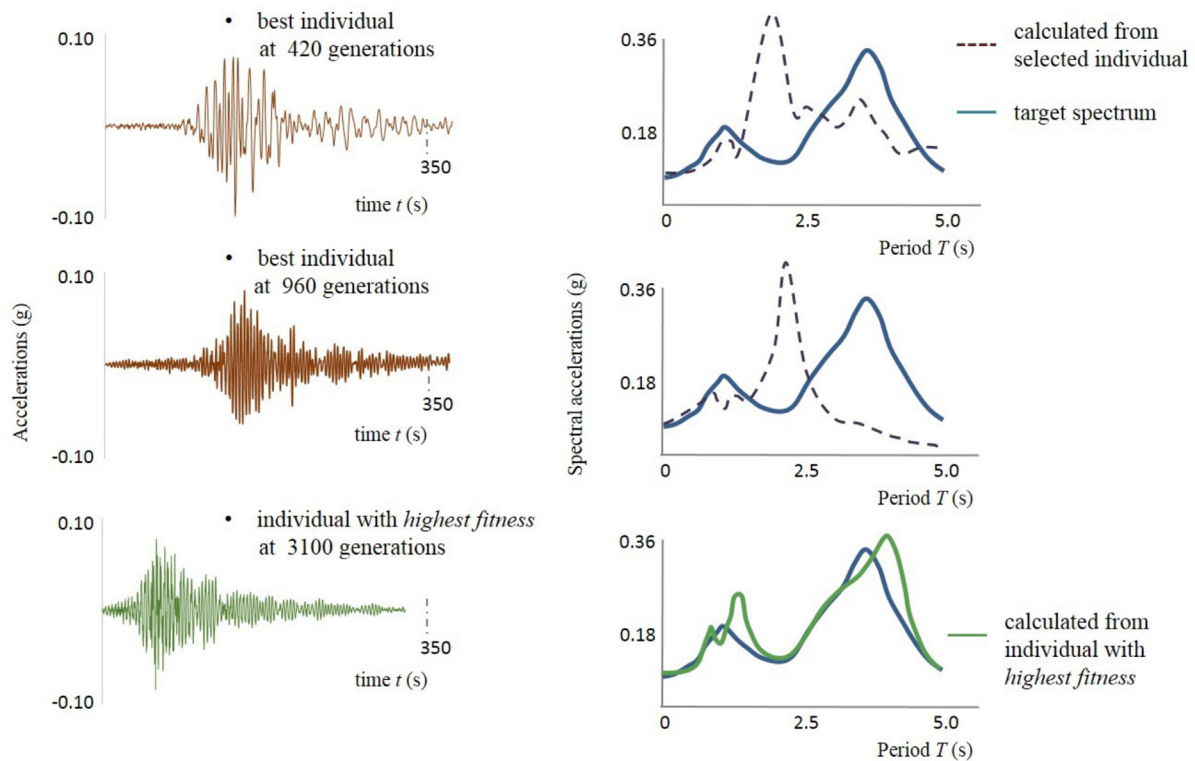 • best individual
at 420 generations
0.10
-0.10
350
time t (s)
0.36
0.18
0
2.5
5.0
Period T (s)
calculated from
selected individual
target spectrum
• best individual
at 960 generations
0.10
-0.10
350
time t (s)
Accelerations (g)
Spectral accelerations (g)
0.36
0.18
0
2.5
5.0
Period T (s)
• individual with highest fitness
at 3100 generations
0.10
-0.10
350
time t (s)
0.36
0.18
0
2.5
5.0
Period T (s)
calculated from
individual with
highest fitness